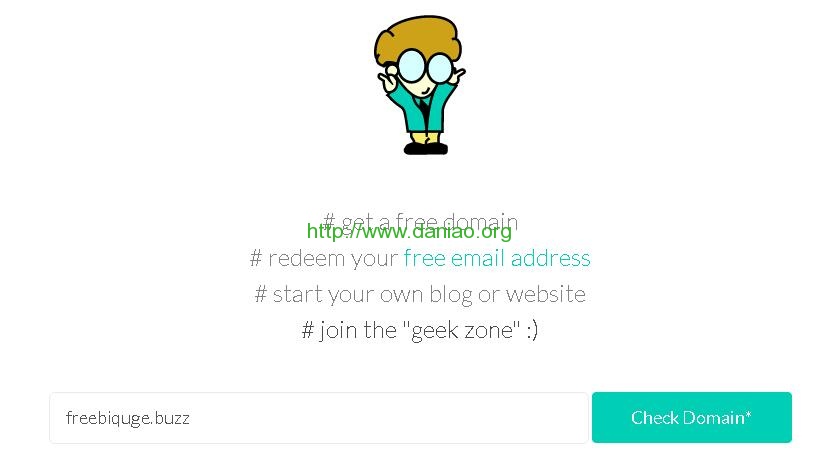 # get a free domain
http://www.daniao.org
# redeem your free email address
# start your own blog or website
# join the "geek zone" :)
freebiquge.buzz
Check Domain*